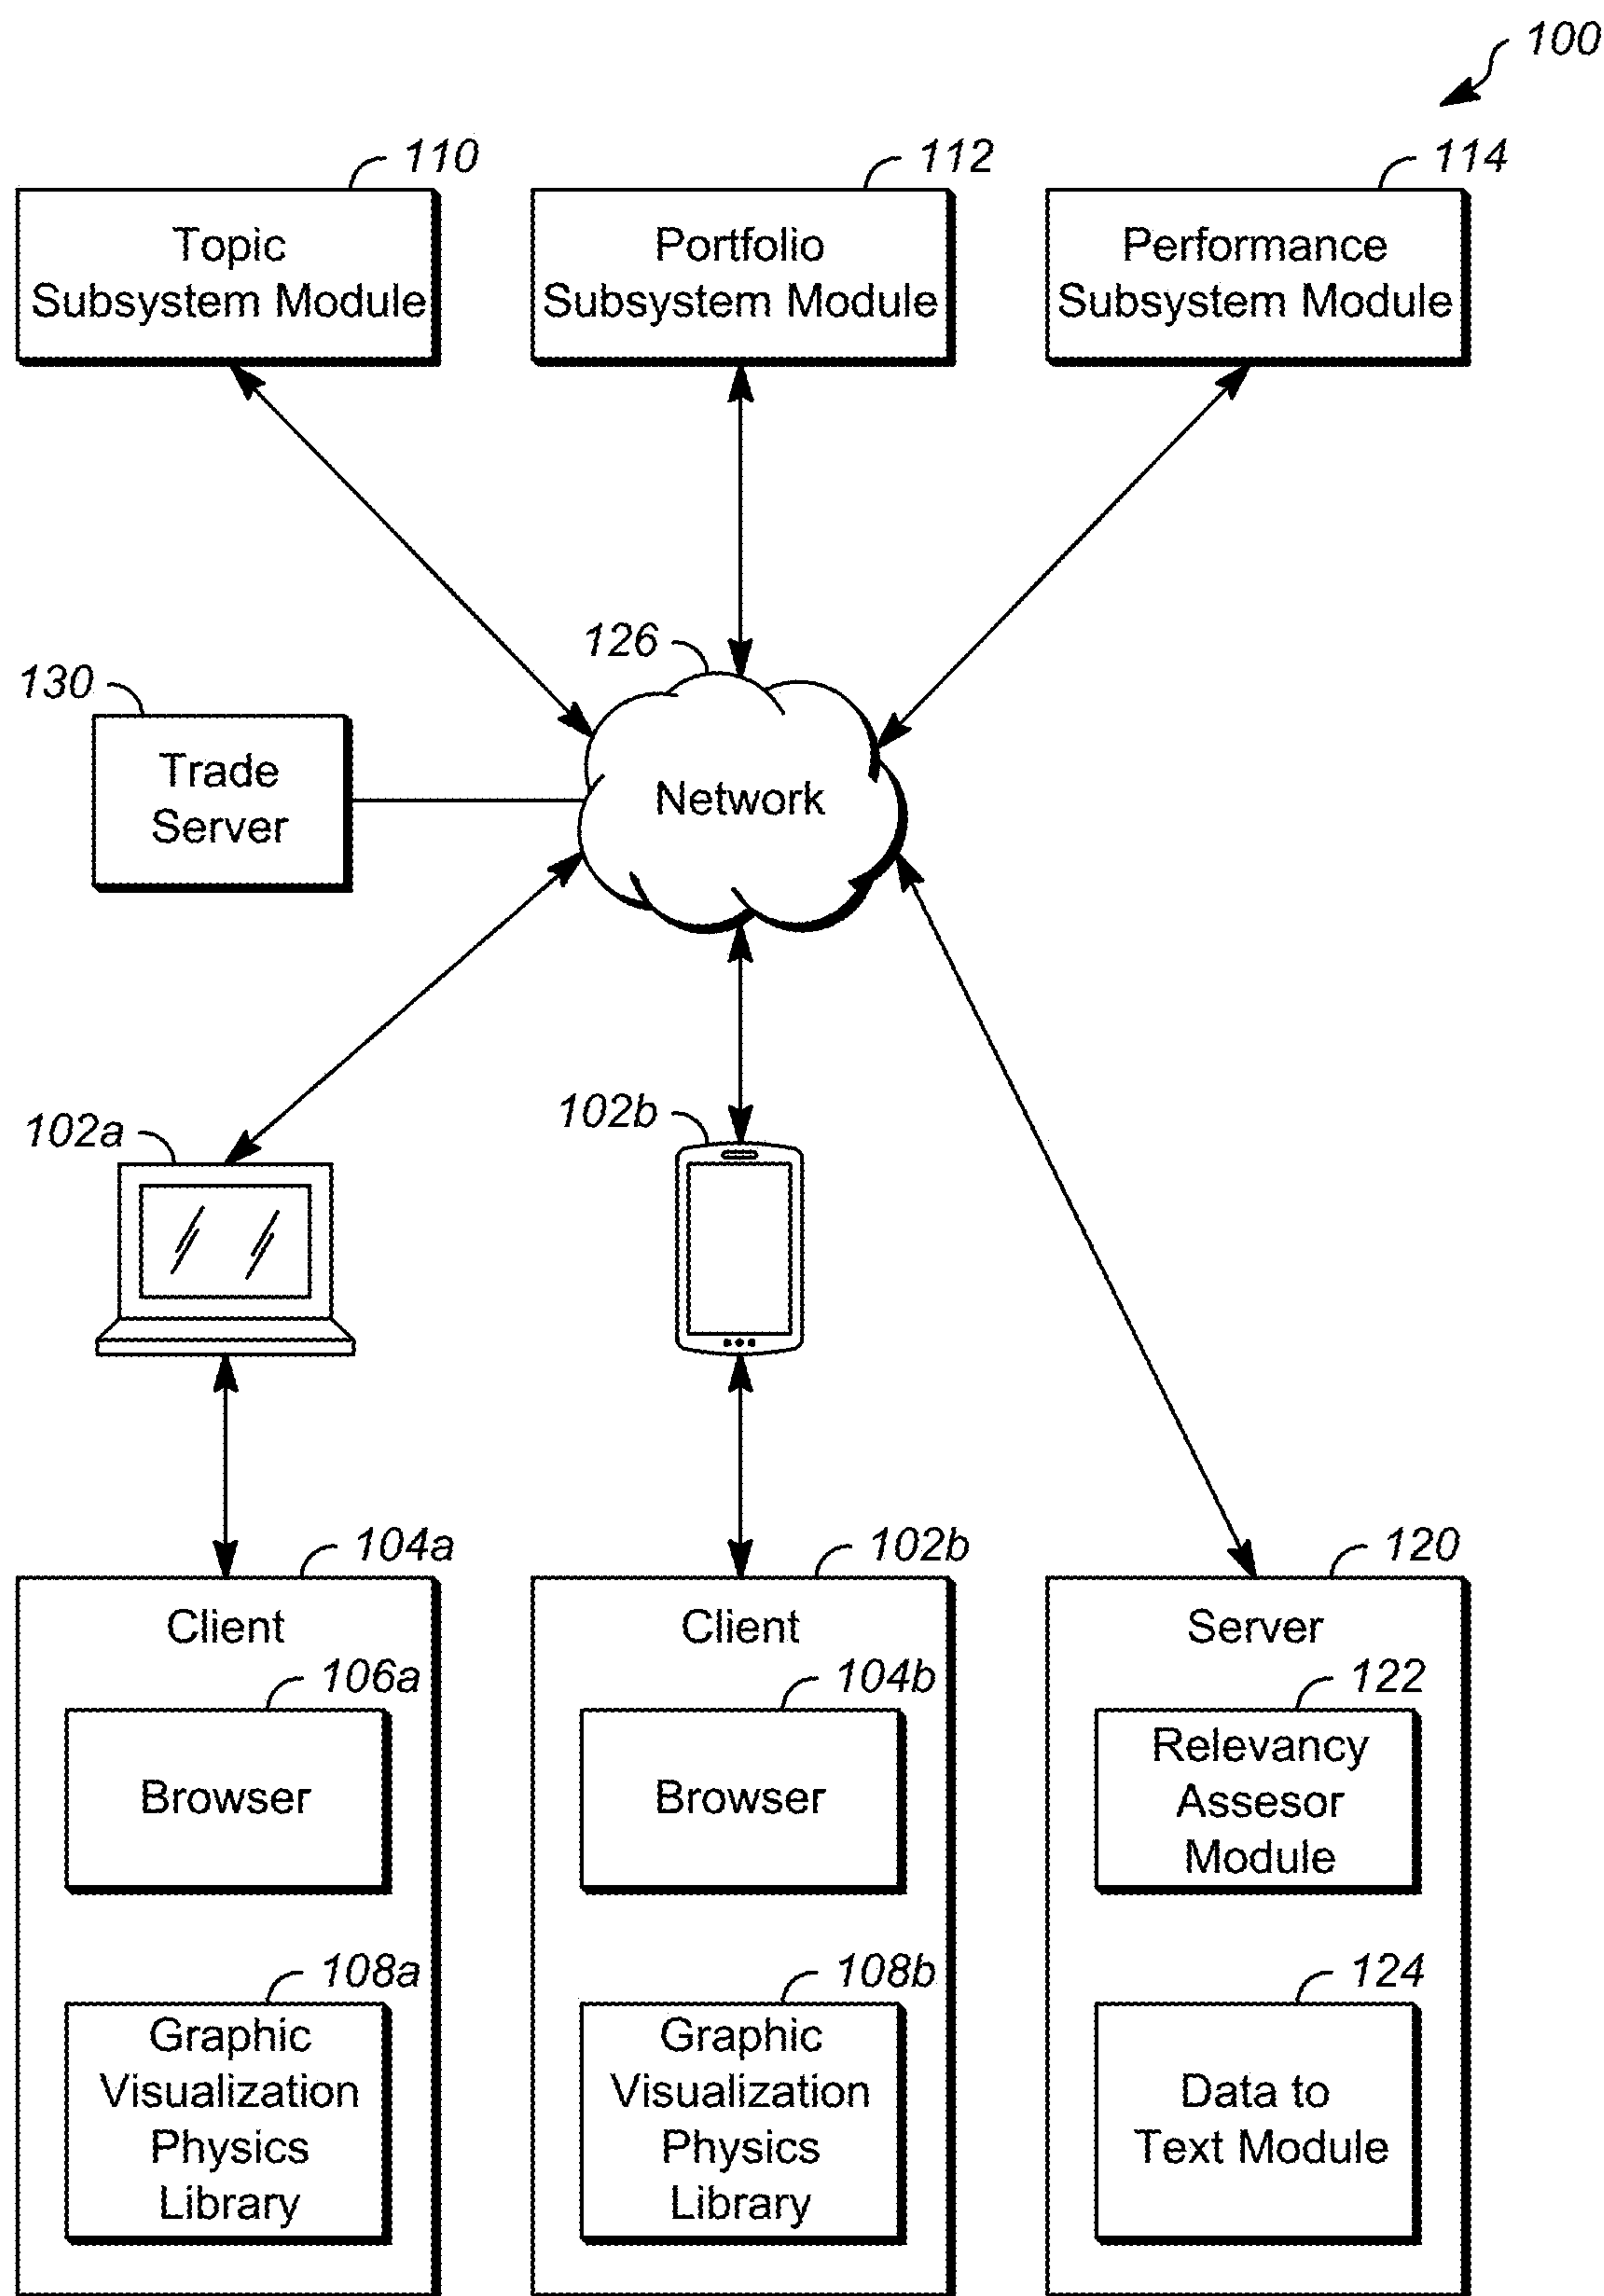 100
110
112
114
Topic
Subsystem Module
Portfolio
Subsystem Module
Performance
Subsystem Module
126
130
Trade
Server
Network
102a
102b
104a
102b
120
Client
Client
Server
106a
104b
122
Browser
Browser
Relevancy
Assesor
Module
108a
108b
124
Graphic
Visualization
Physics
Library
Graphic
Visualization
Physics
Library
Data to
Text Module